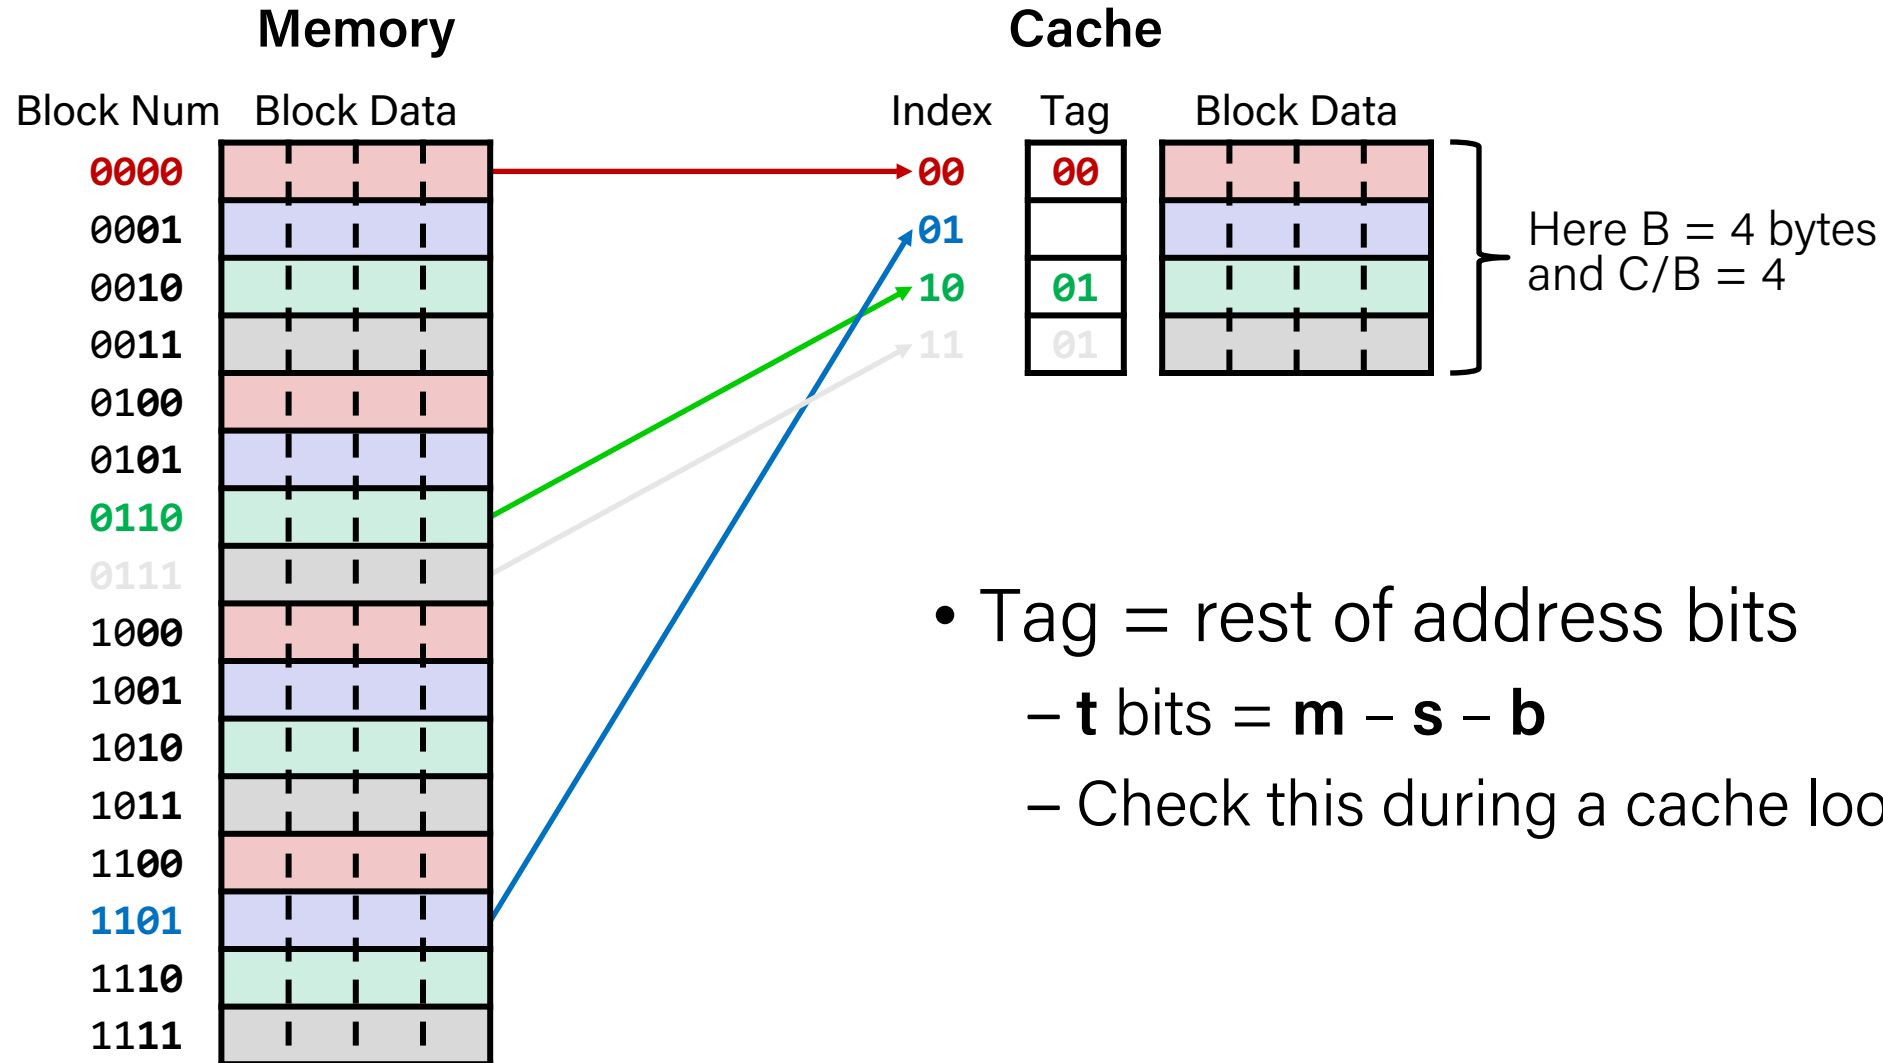 Memory
Cache
Block Num Block Data
Index Tag Block Data
0000
0001
0010
0011
0100
0101
0110
0111
1000
1001
1010
1011
1100
1101
1110
1111
00 00
01
10 01
11 01
Here B = 4 bytes
and C/B = 4
• Tag = rest of address bits
– t bits = m – s – b
– Check this during a cache